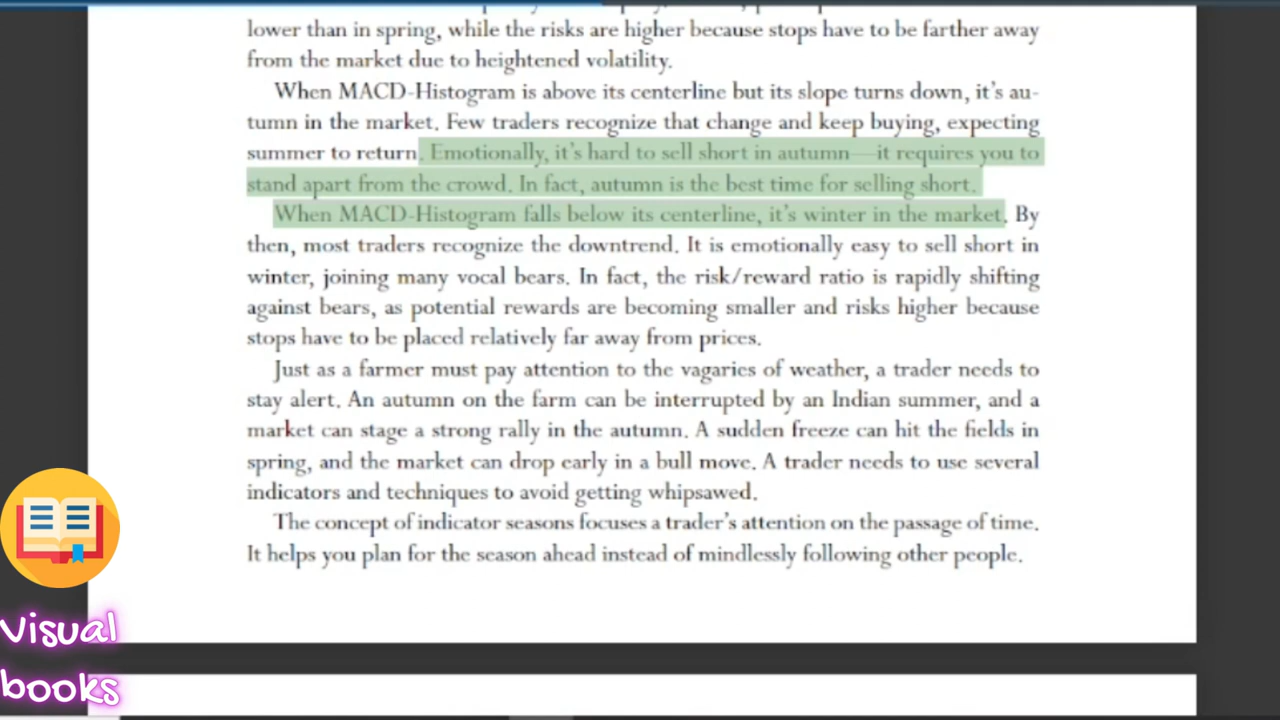 lower than in spring, while the risks are higher because stops have to be farther away
from the market due to heightened volatility.
When MACD-Histogram is above its centerline but its slope turns down, it's au-
tumn in the market. Few traders recognize that change and keep buying, expecting
summer to return. Emotionally, it's hard to sell short in autumn—it requires you to
stand apart from the crowd. In fact, autumn is the best time for selling short.
When MACD-Histogram falls below its centerline, it's winter in the market. By
then, most traders recognize the downtrend. It is emotionally easy to sell short in
winter, joining many vocal bears. In fact, the risk/reward ratio is rapidly shifting
against bears, as potential rewards are becoming smaller and risks higher because
stops have to be placed relatively far away from prices.
Just as a farmer must pay attention to the vagaries of weather, a trader needs to
stay alert. An autumn on the farm can be interrupted by an Indian summer, and a
market can stage a strong rally in the autumn. A sudden freeze can hit the fields in
spring, and the market can drop early in a bull move. A trader needs to use several
indicators and techniques to avoid getting whipsawed.
The concept of indicator seasons focuses a trader's attention on the passage of time.
It helps you plan for the season ahead instead of mindlessly following other people.
Visual
books